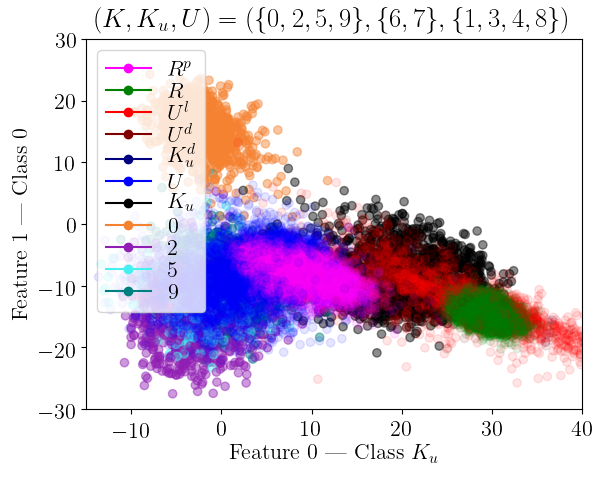 (K, K_u, U) = ({0, 2, 5, 9}, {6, 7}, {1, 3, 4, 8})
30
20
10
0
−10
−20
−30
Feature 1 — Class 0
R^p
R
U^l
U^d
K_u^d
U
K_u
0
2
5
9
−10 0 10 20 30 40
Feature 0 — Class K_u